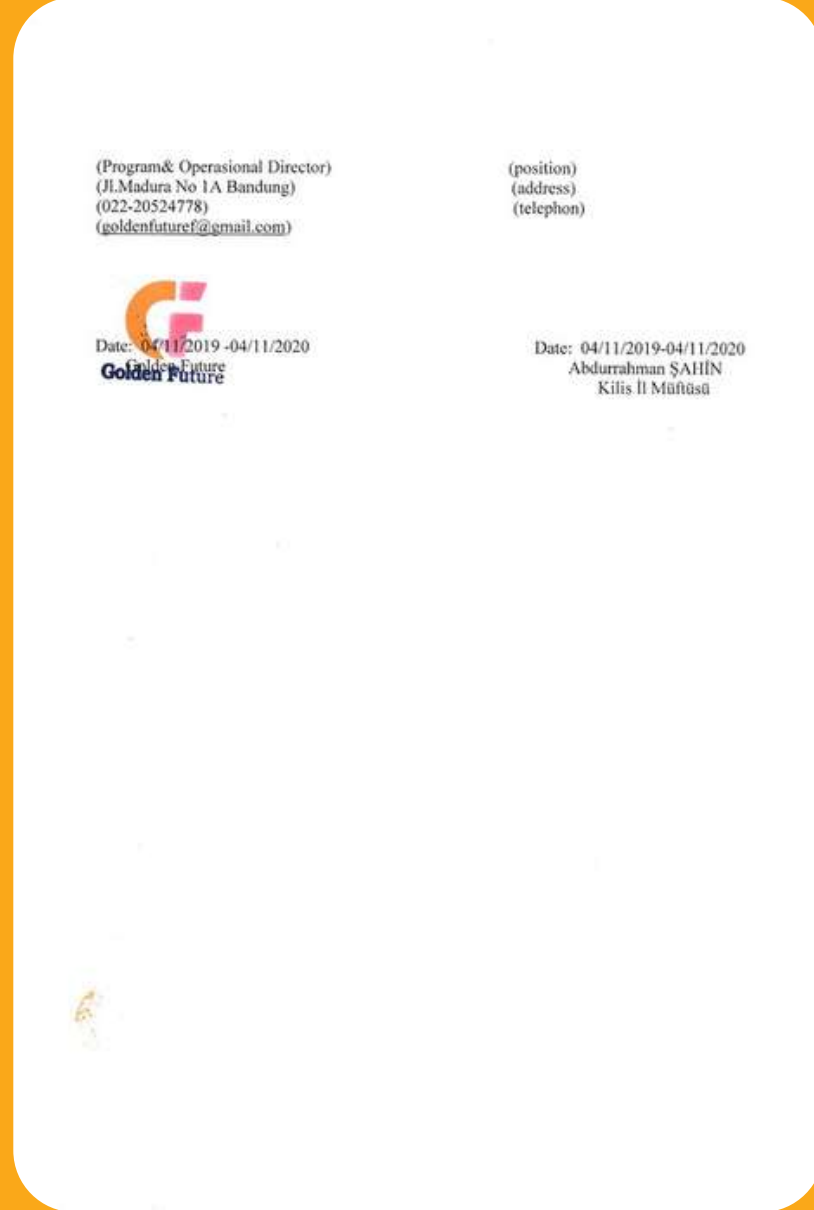 (Program& Operasional Director)
(Jl.Madura No 1A Bandung)
(022-20524778)
(goldenfuturef@gmail.com)
(position)
(address)
(telephon)
GF
Date: 04/11/2019 -04/11/2020
Golden Future
Golden Future
Date: 04/11/2019-04/11/2020
Abdurrahman ŞAHİN
Kilis İl Müftüsü